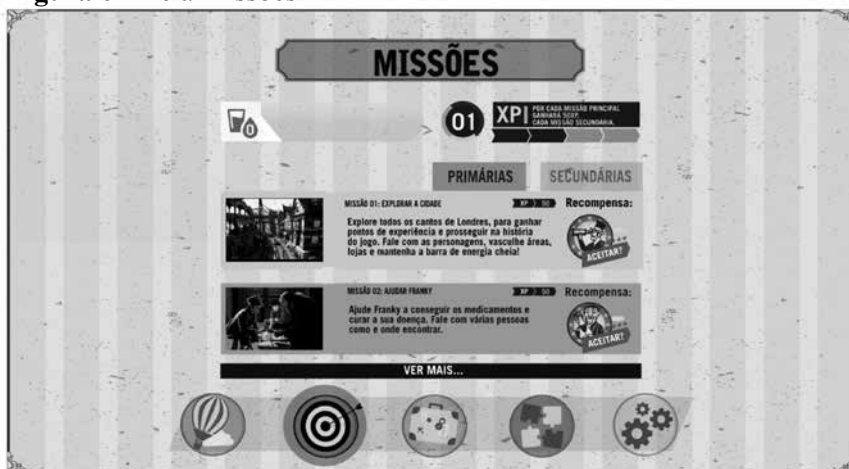 MISSÕES
0
01
XP
POR CADA MISSÃO PRINCIPAL
GANHARÁ 50XP.
CADA MISSÃO SECUNDÁRIA.
PRIMÁRIAS
SECUNDÁRIAS
MISSÃO 01: EXPLORAR A CIDADE
XP 50
Recompensa:
Explore todos os cantos de Londres, para ganhar
pontos de experiência e prosseguir na história
do jogo. Fale com as personagens, vasculhe áreas,
lojas e mantenha a barra de energia cheia!
ACEITAR?
MISSÃO 02: AJUDAR FRANKY
XP 50
Recompensa:
Ajude Franky a conseguir os medicamentos e
curar a sua doença. Fale com várias pessoas
como e onde encontrar.
ACEITAR?
VER MAIS...